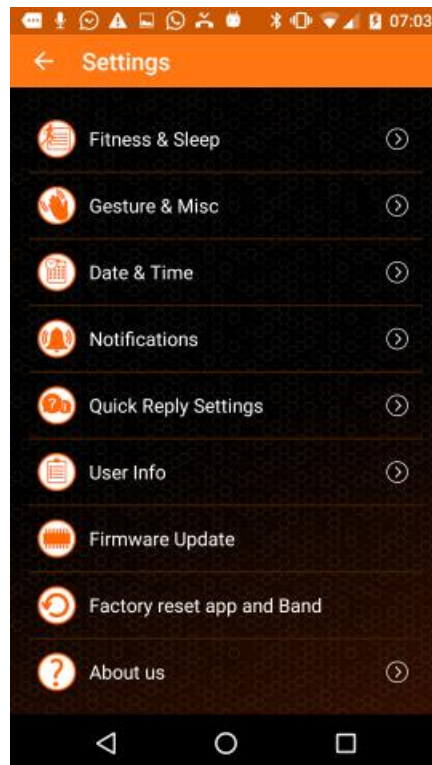 07:03
Settings
Fitness & Sleep
Gesture & Misc
Date & Time
Notifications
Quick Reply Settings
User Info
Firmware Update
Factory reset app and Band
About us